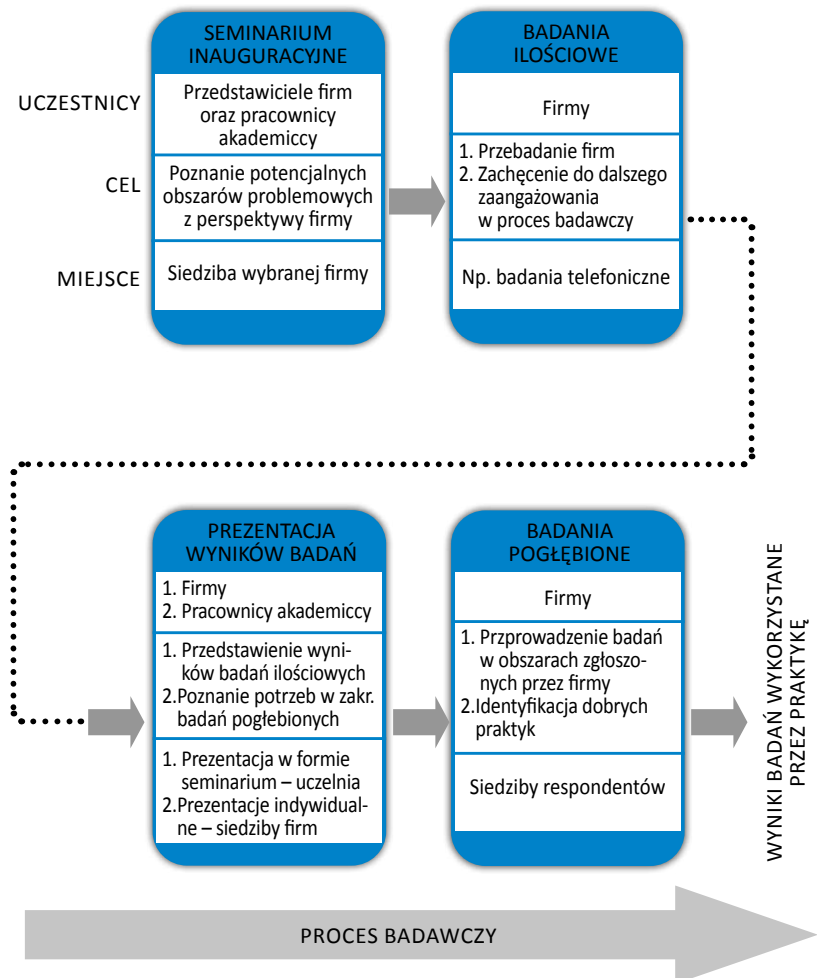 SEMINARIUM
INAUGURACYJNE
BADANIA
ILOŚCIOWE
UCZESTNICY
Przedstawiciele firm
oraz pracownicy
akademiccy
Firmy
CEL
Poznanie potencjalnych
obszarów problemowych
z perspektywy firmy
1. Przebadanie firm
2. Zachęcenie do dalszego
zaangażowania
w proces badawczy
MIEJSCE
Siedziba wybranej firmy
Np. badania telefoniczne
PREZENTACJA
WYNIKÓW BADAŃ
1. Firmy
2. Pracownicy akademiccy
1. Przedstawienie wyni-
ków badań ilościowych
2.Poznanie potrzeb w zakr.
badań pogłebionych
1. Prezentacja w formie
seminarium – uczelnia
2.Prezentacje indywidual-
ne – siedziby firm
BADANIA
POGŁĘBIONE
Firmy
1. Przprowadzenie badań
w obszarach zgłoszo-
nych przez firmy
2.Identyfikacja dobrych
praktyk
Siedziby respondentów
WYNIKI BADAŃ WYKORZYSTANE
PRZEZ PRAKTYKĘ
PROCES BADAWCZY